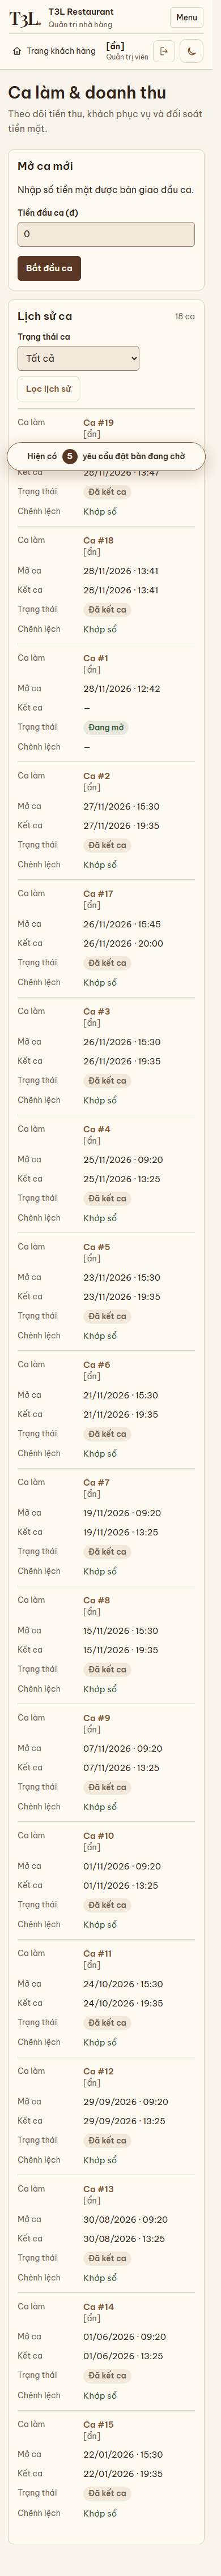 T3L.
T3L Restaurant
Quản trị nhà hàng
Menu
Trang khách hàng
[ẩn]
Quản trị viên
Ca làm & doanh thu
Theo dõi tiền thu, khách phục vụ và đối soát
tiền mặt.
Mở ca mới
Nhập số tiền mặt được bàn giao đầu ca.
Tiền đầu ca (đ)
0
Bắt đầu ca
Lịch sử ca
18 ca
Trạng thái ca
Tất cả
Lọc lịch sử
Ca làm
Ca #19
[ẩn]
Hiện có 5 yêu cầu đặt bàn đang chờ
Kết ca
28/11/2026 · 13:47
Trạng thái
Đã kết ca
Chênh lệch
Khớp sổ
Ca làm
Ca #18
[ẩn]
Mở ca
28/11/2026 · 13:41
Kết ca
28/11/2026 · 13:41
Trạng thái
Đã kết ca
Chênh lệch
Khớp sổ
Ca làm
Ca #1
[ẩn]
Mở ca
28/11/2026 · 12:42
Kết ca
—
Trạng thái
Đang mở
Chênh lệch
—
Ca làm
Ca #2
[ẩn]
Mở ca
27/11/2026 · 15:30
Kết ca
27/11/2026 · 19:35
Trạng thái
Đã kết ca
Chênh lệch
Khớp sổ
Ca làm
Ca #17
[ẩn]
Mở ca
26/11/2026 · 15:45
Kết ca
26/11/2026 · 20:00
Trạng thái
Đã kết ca
Chênh lệch
Khớp sổ
Ca làm
Ca #3
[ẩn]
Mở ca
26/11/2026 · 15:30
Kết ca
26/11/2026 · 19:35
Trạng thái
Đã kết ca
Chênh lệch
Khớp sổ
Ca làm
Ca #4
[ẩn]
Mở ca
25/11/2026 · 09:20
Kết ca
25/11/2026 · 13:25
Trạng thái
Đã kết ca
Chênh lệch
Khớp sổ
Ca làm
Ca #5
[ẩn]
Mở ca
23/11/2026 · 15:30
Kết ca
23/11/2026 · 19:35
Trạng thái
Đã kết ca
Chênh lệch
Khớp sổ
Ca làm
Ca #6
[ẩn]
Mở ca
21/11/2026 · 15:30
Kết ca
21/11/2026 · 19:35
Trạng thái
Đã kết ca
Chênh lệch
Khớp sổ
Ca làm
Ca #7
[ẩn]
Mở ca
19/11/2026 · 09:20
Kết ca
19/11/2026 · 13:25
Trạng thái
Đã kết ca
Chênh lệch
Khớp sổ
Ca làm
Ca #8
[ẩn]
Mở ca
15/11/2026 · 15:30
Kết ca
15/11/2026 · 19:35
Trạng thái
Đã kết ca
Chênh lệch
Khớp sổ
Ca làm
Ca #9
[ẩn]
Mở ca
07/11/2026 · 09:20
Kết ca
07/11/2026 · 13:25
Trạng thái
Đã kết ca
Chênh lệch
Khớp sổ
Ca làm
Ca #10
[ẩn]
Mở ca
01/11/2026 · 09:20
Kết ca
01/11/2026 · 13:25
Trạng thái
Đã kết ca
Chênh lệch
Khớp sổ
Ca làm
Ca #11
[ẩn]
Mở ca
24/10/2026 · 15:30
Kết ca
24/10/2026 · 19:35
Trạng thái
Đã kết ca
Chênh lệch
Khớp sổ
Ca làm
Ca #12
[ẩn]
Mở ca
29/09/2026 · 09:20
Kết ca
29/09/2026 · 13:25
Trạng thái
Đã kết ca
Chênh lệch
Khớp sổ
Ca làm
Ca #13
[ẩn]
Mở ca
30/08/2026 · 09:20
Kết ca
30/08/2026 · 13:25
Trạng thái
Đã kết ca
Chênh lệch
Khớp sổ
Ca làm
Ca #14
[ẩn]
Mở ca
01/06/2026 · 09:20
Kết ca
01/06/2026 · 13:25
Trạng thái
Đã kết ca
Chênh lệch
Khớp sổ
Ca làm
Ca #15
[ẩn]
Mở ca
22/01/2026 · 15:30
Kết ca
22/01/2026 · 19:35
Trạng thái
Đã kết ca
Chênh lệch
Khớp sổ